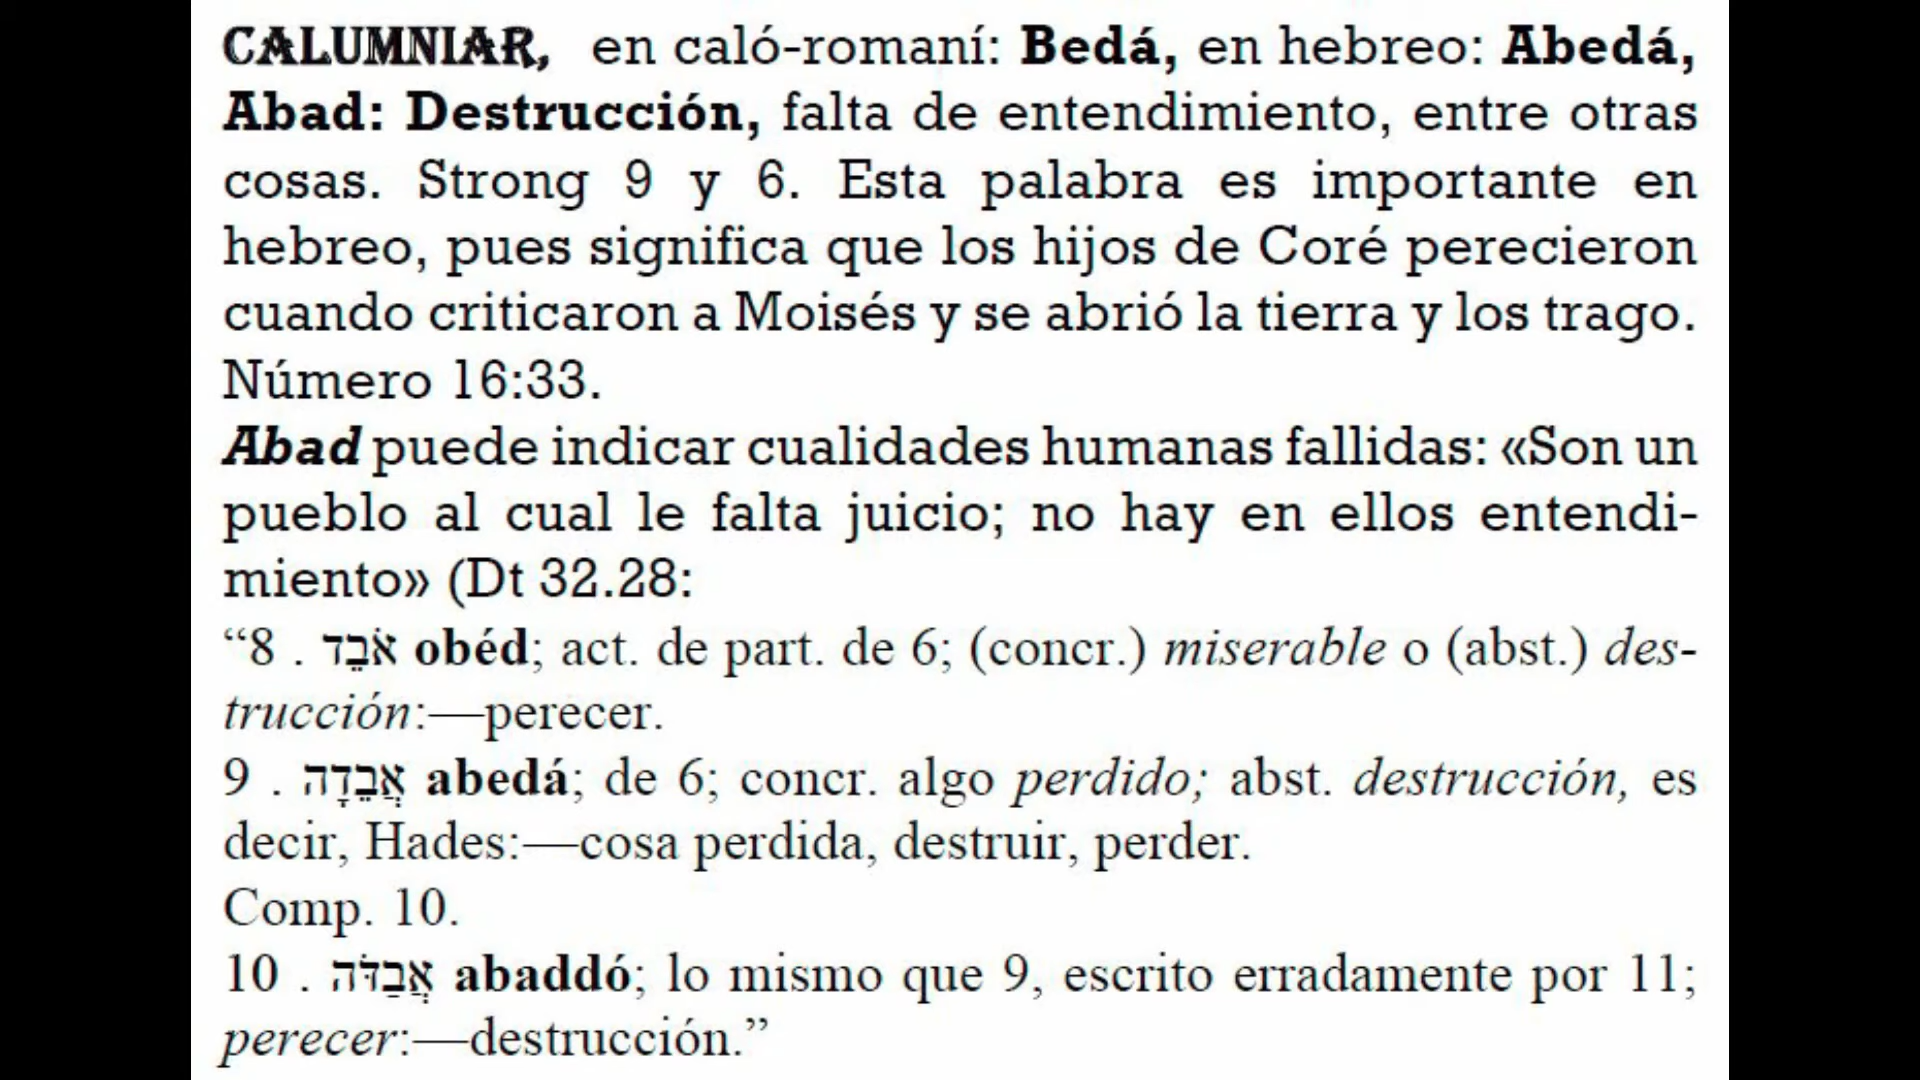 CALUMNIAR, en caló-romaní: Bedá, en hebreo: Abedá,
Abad: Destrucción, falta de entendimiento, entre otras
cosas. Strong 9 y 6. Esta palabra es importante en
hebreo, pues significa que los hijos de Coré perecieron
cuando criticaron a Moisés y se abrió la tierra y los trago.
Número 16:33.
Abad puede indicar cualidades humanas fallidas: «Son un
pueblo al cual le falta juicio; no hay en ellos entendi-
miento» (Dt 32.28:
“8 . אֹבֵד obéd; act. de part. de 6; (concr.) miserable o (abst.) des-
trucción:—perecer.
9 . אֲבֵדָה abedá; de 6; concr. algo perdido; abst. destrucción, es
decir, Hades:—cosa perdida, destruir, perder.
Comp. 10.
10 . אֲבַדֹּה abaddó; lo mismo que 9, escrito erradamente por 11;
perecer:—destrucción.”